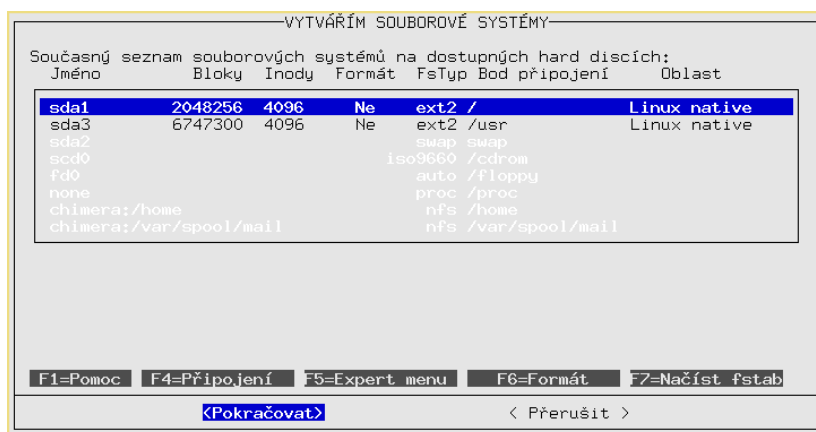 VYTVÁŘÍM SOUBOROVÉ SYSTÉMY
Současný seznam souborových systémů na dostupných hard discích:
Jméno Bloky Inody Formát FsTyp Bod připojení Oblast
sda1 2048256 4096 Ne ext2 / Linux native
sda3 6747300 4096 Ne ext2 /usr Linux native
sda2 swap swap
scd0 iso9660 /cdrom
fd0 auto /floppy
none proc /proc
chimera:/home nfs /home
chimera:/var/spool/mail nfs /var/spool/mail
F1=Pomoc F4=Připojení F5=Expert menu F6=Formát F7=Načíst fstab
<Pokračovat> < Přerušit >